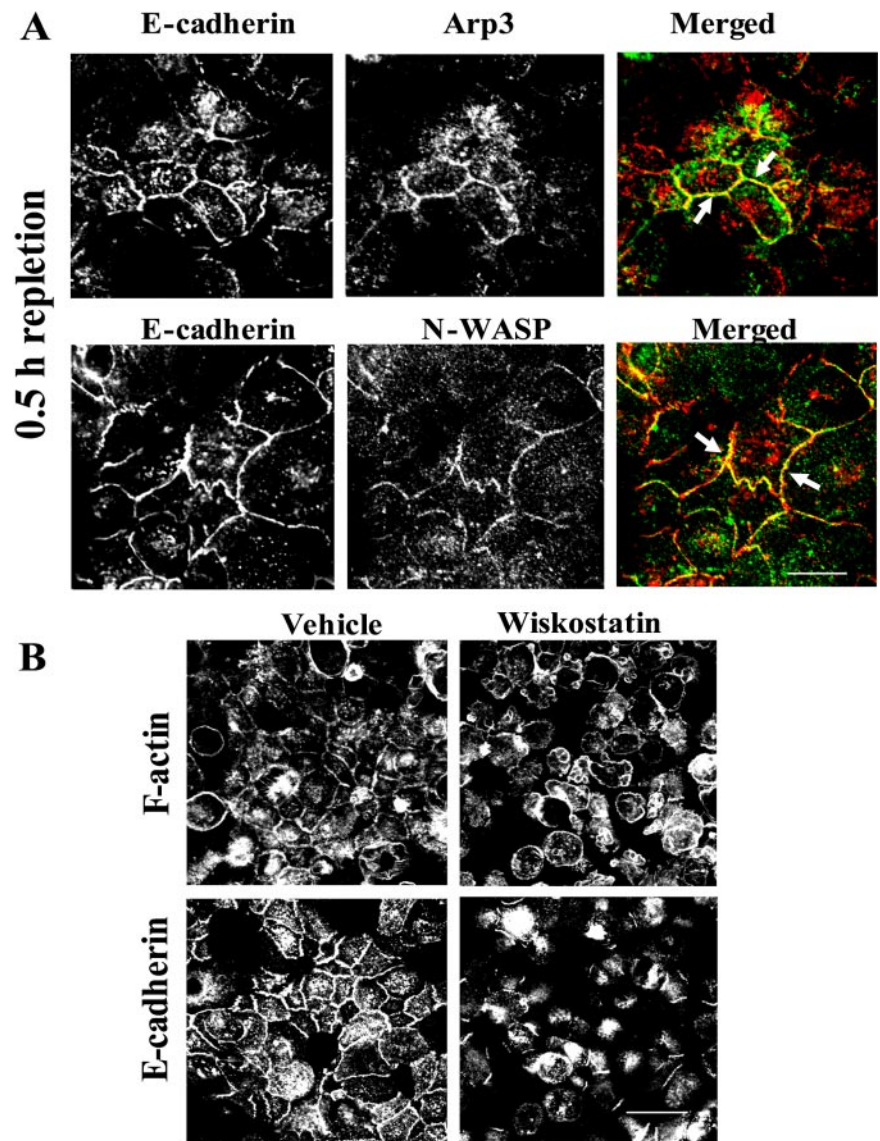 A
E-cadherin Arp3 Merged
0.5 h repletion
E-cadherin N-WASP Merged
B
Vehicle Wiskostatin
F-actin
E-cadherin